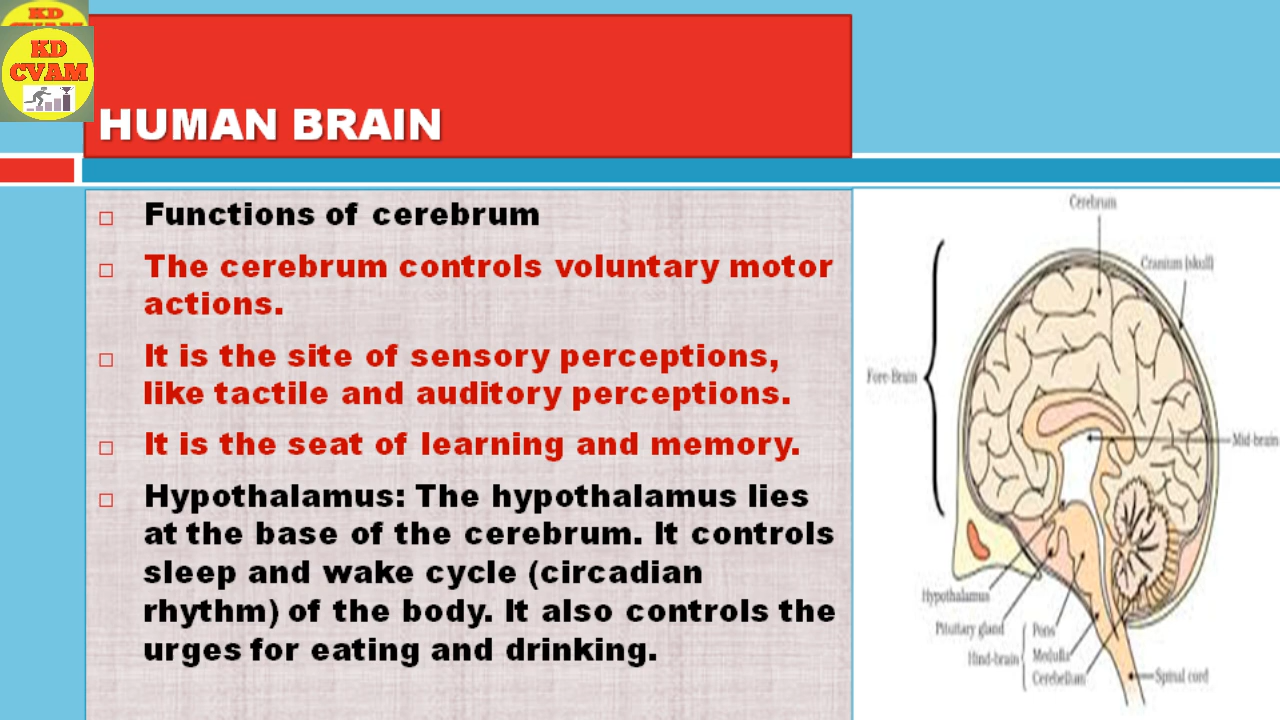 KD
CVAM
KD
CVAM
HUMAN BRAIN
Functions of cerebrum
The cerebrum controls voluntary motor
actions.
It is the site of sensory perceptions,
like tactile and auditory perceptions.
It is the seat of learning and memory.
Hypothalamus: The hypothalamus lies
at the base of the cerebrum. It controls
sleep and wake cycle (circadian
rhythm) of the body. It also controls the
urges for eating and drinking.
Cerebrum
Cranium (skull)
Fore-Brain
Mid-brain
Hypothalamus
Pituitary gland
Hind-brain
Pons
Medulla
Cerebellum
Spinal cord